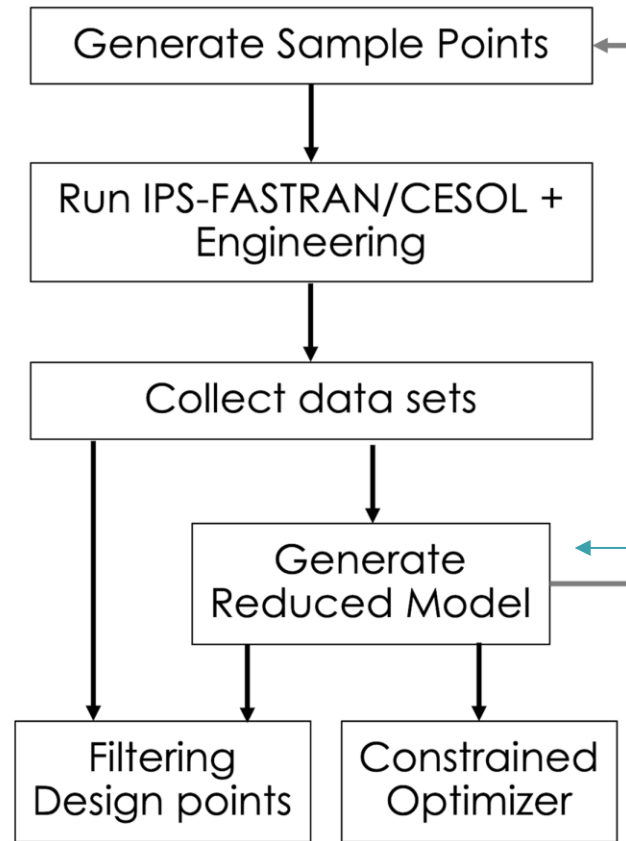 Generate Sample Points
Run IPS-FASTRAN/CESOL +
Engineering
Collect data sets
Generate
Reduced Model
Filtering
Design points
Constrained
Optimizer